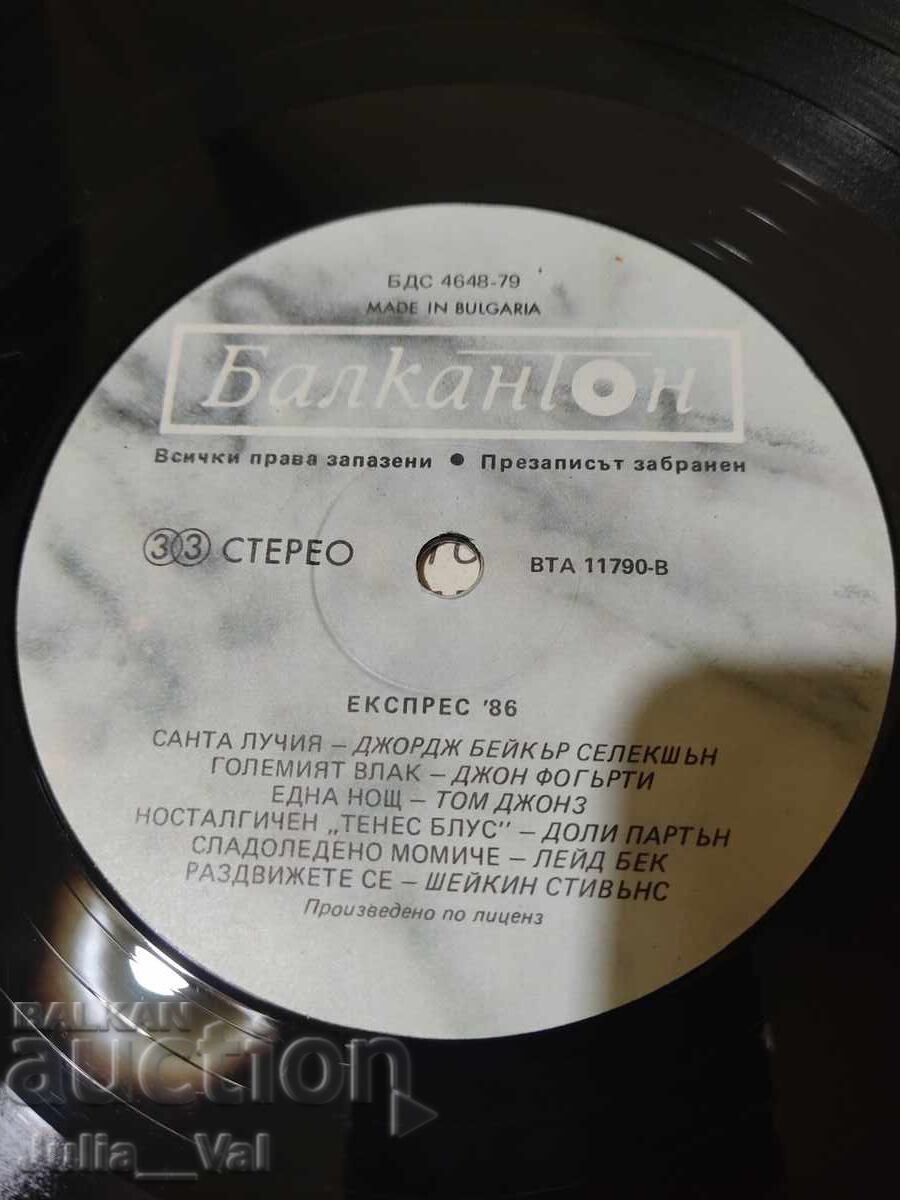 БДС 4648-79
MADE IN BULGARIA
Балкантон
Всички права запазени ● Презаписът забранен
33 СТЕРЕО
ВТА 11790-В
ЕКСПРЕС '86
САНТА ЛУЧИЯ – ДЖОРДЖ БЕЙКЪР СЕЛЕКШЪН
ГОЛЕМИЯТ ВЛАК – ДЖОН ФОГЪРТИ
ЕДНА НОЩ – ТОМ ДЖОНЗ
НОСТАЛГИЧЕН „ТЕНЕС БЛУС" – ДОЛИ ПАРТЪН
СЛАДОЛЕДЕНО МОМИЧЕ – ЛЕЙД БЕК
РАЗДВИЖЕТЕ СЕ – ШЕЙКИН СТИВЪНС
Произведено по лиценз
BALKAN
auction
Iulia__Val